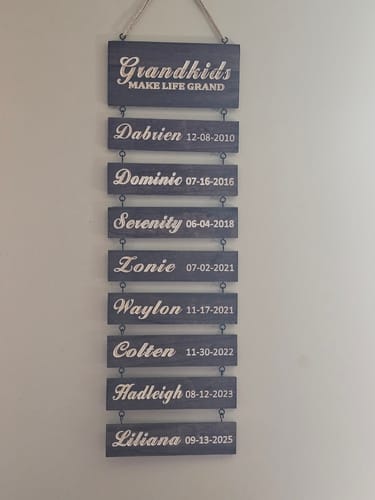 Grandkids
MAKE LIFE GRAND
Dabrien 12-08-2010
Dominic 07-16-2016
Serenity 06-04-2018
Zonie 07-02-2021
Waylon 11-17-2021
Colten 11-30-2022
Hadleigh 08-12-2023
Liliana 09-13-2025